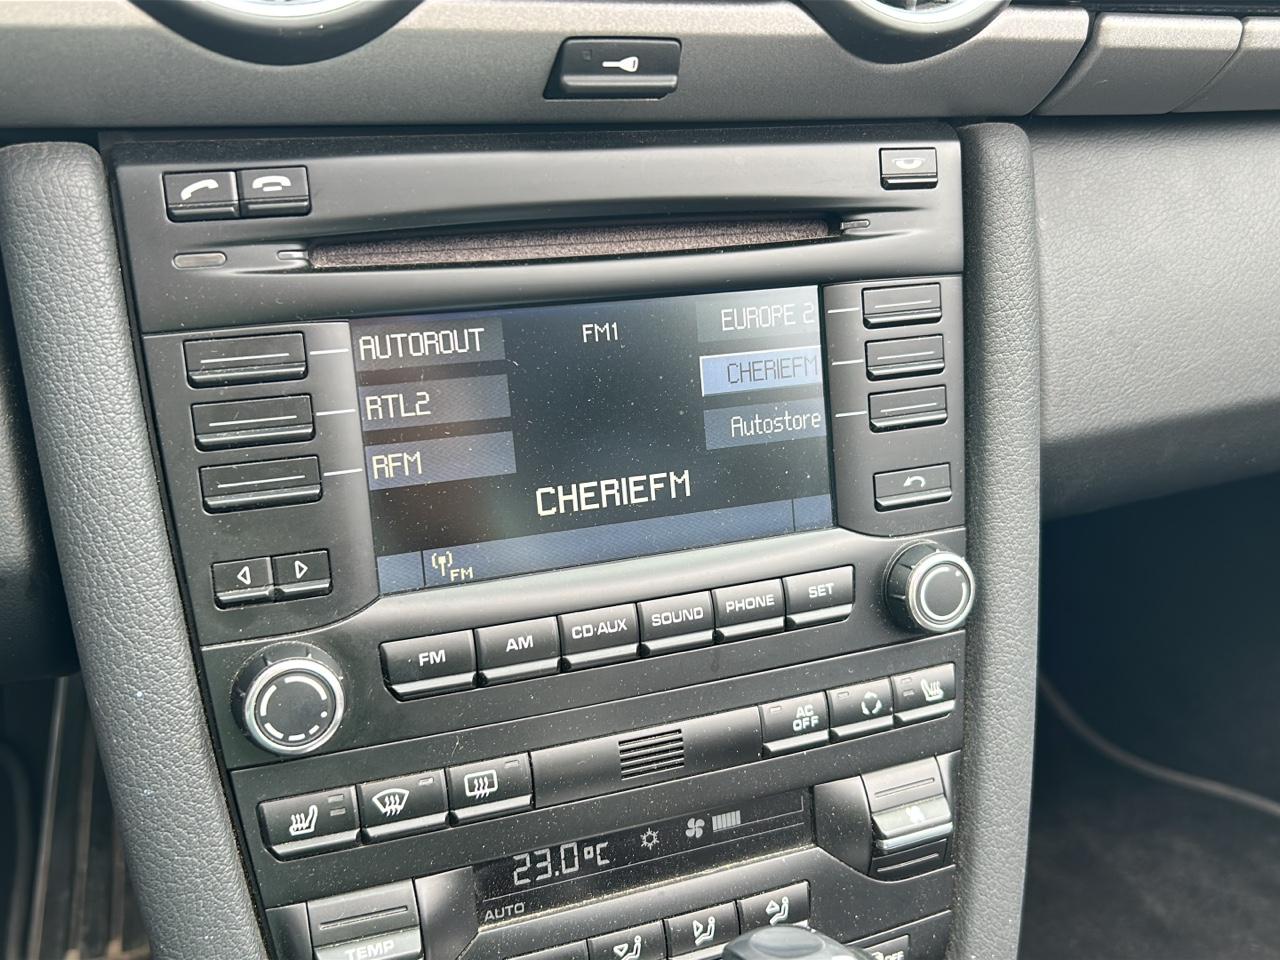 AUTOROUT
FM1
EUROPE 2
RTL2
CHERIEFM
RFM
Autostore
CHERIEFM
FM
FM
AM
CD·AUX
SOUND
PHONE
SET
AC
OFF
23.0°C
AUTO
TEMP
OFF